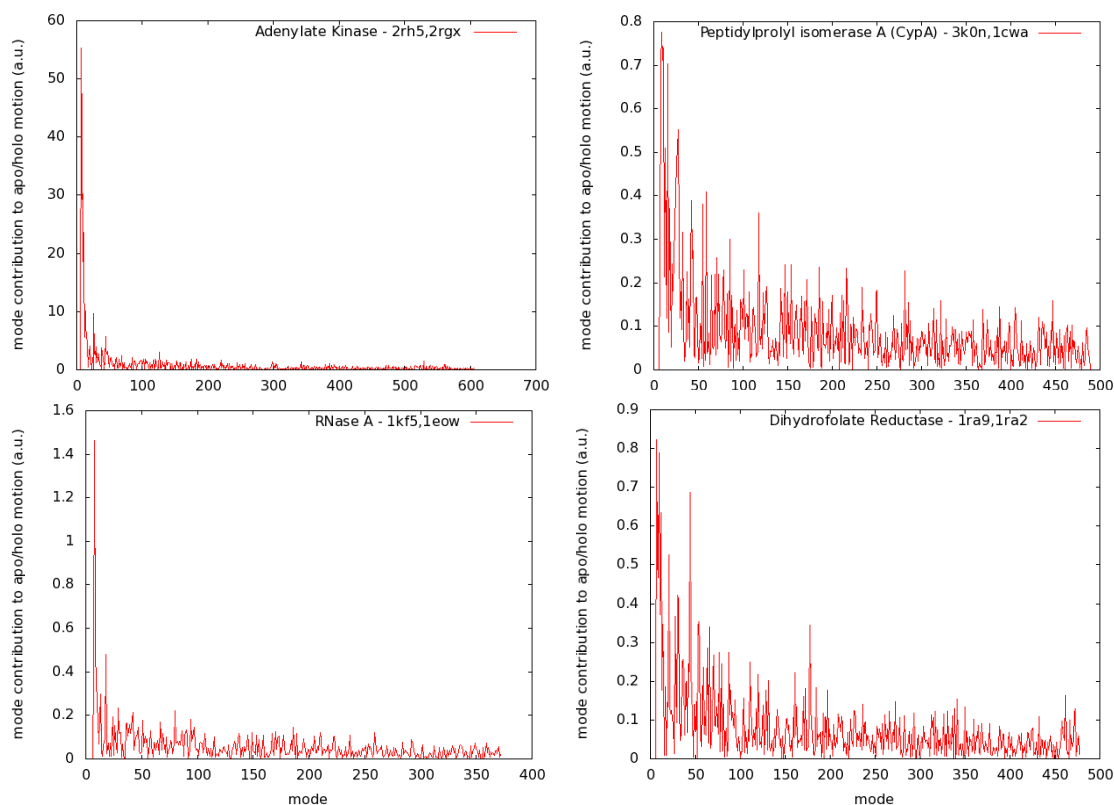 Adenylate Kinase - 2rh5,2rgx
mode contribution to apo/holo motion (a.u.)
60
50
40
30
20
10
0
0 100 200 300 400 500 600 700
Peptidylprolyl isomerase A (CypA) - 3k0n,1cwa
mode contribution to apo/holo motion (a.u.)
0.8
0.7
0.6
0.5
0.4
0.3
0.2
0.1
0
0 50 100 150 200 250 300 350 400 450 500
RNase A - 1kf5,1eow
mode contribution to apo/holo motion (a.u.)
1.6
1.4
1.2
1
0.8
0.6
0.4
0.2
0
0 50 100 150 200 250 300 350 400
mode
Dihydrofolate Reductase - 1ra9,1ra2
mode contribution to apo/holo motion (a.u.)
0.9
0.8
0.7
0.6
0.5
0.4
0.3
0.2
0.1
0
0 50 100 150 200 250 300 350 400 450 500
mode